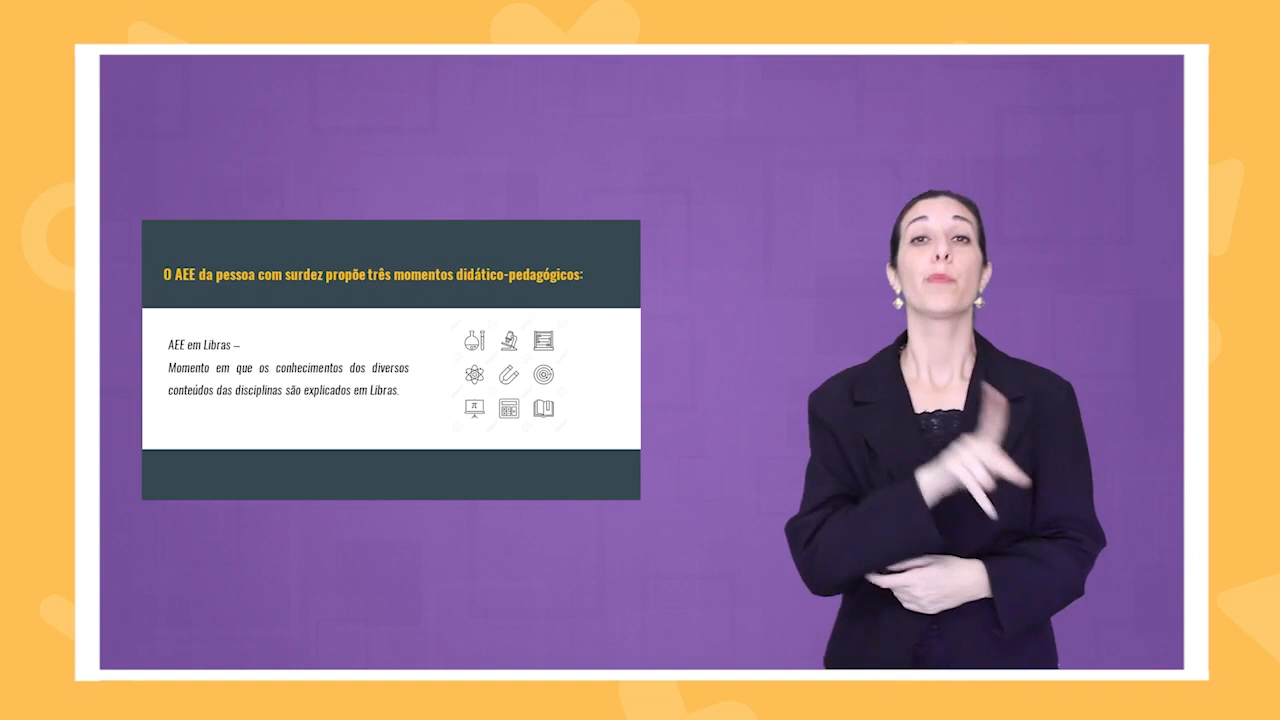 O AEE da pessoa com surdez propõe três momentos didático-pedagógicos:
AEE em Libras –
Momento em que os conhecimentos dos diversos
conteúdos das disciplinas são explicados em Libras.
π